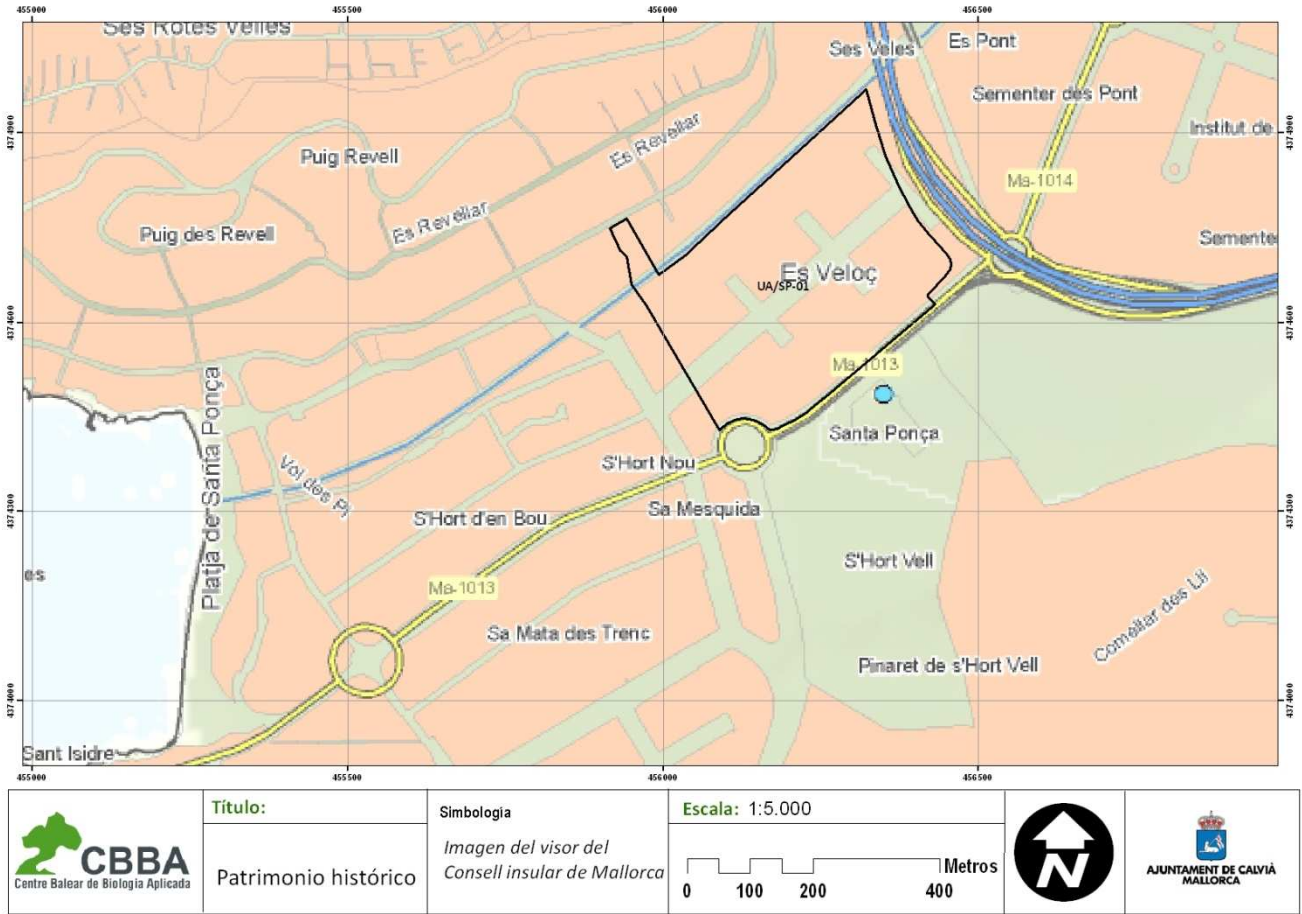 455000
455500
456000
456500
Ses Rotes Velles
Ses Veles
Es Pont
Sementer des Pont
4374900
4374900
Institut de
Es Revellar
Puig Revell
Ma-1014
Es Revellar
Puig des Revell
Semente
Es Veloç
UA/SP-01
4374600
4374600
Ma-1013
Platja de Santa Ponça
Santa Ponça
S'Hort Nou
Vol des Pi
S'Hort d'en Bou
Sa Mesquida
4374300
4374300
S'Hort Vell
es
Ma-1013
Comellar des Lli
Sa Mata des Trenc
Pinaret de s'Hort Vell
4374000
4374000
Sant Isidre
455000
455500
456000
456500
CBBA
Centre Balear de Biologia Aplicada
Título:
Patrimonio histórico
Simbologia
Imagen del visor del
Consell insular de Mallorca
Escala: 1:5.000
Metros
0 100 200 400
N
AJUNTAMENT DE CALVIÀ
MALLORCA